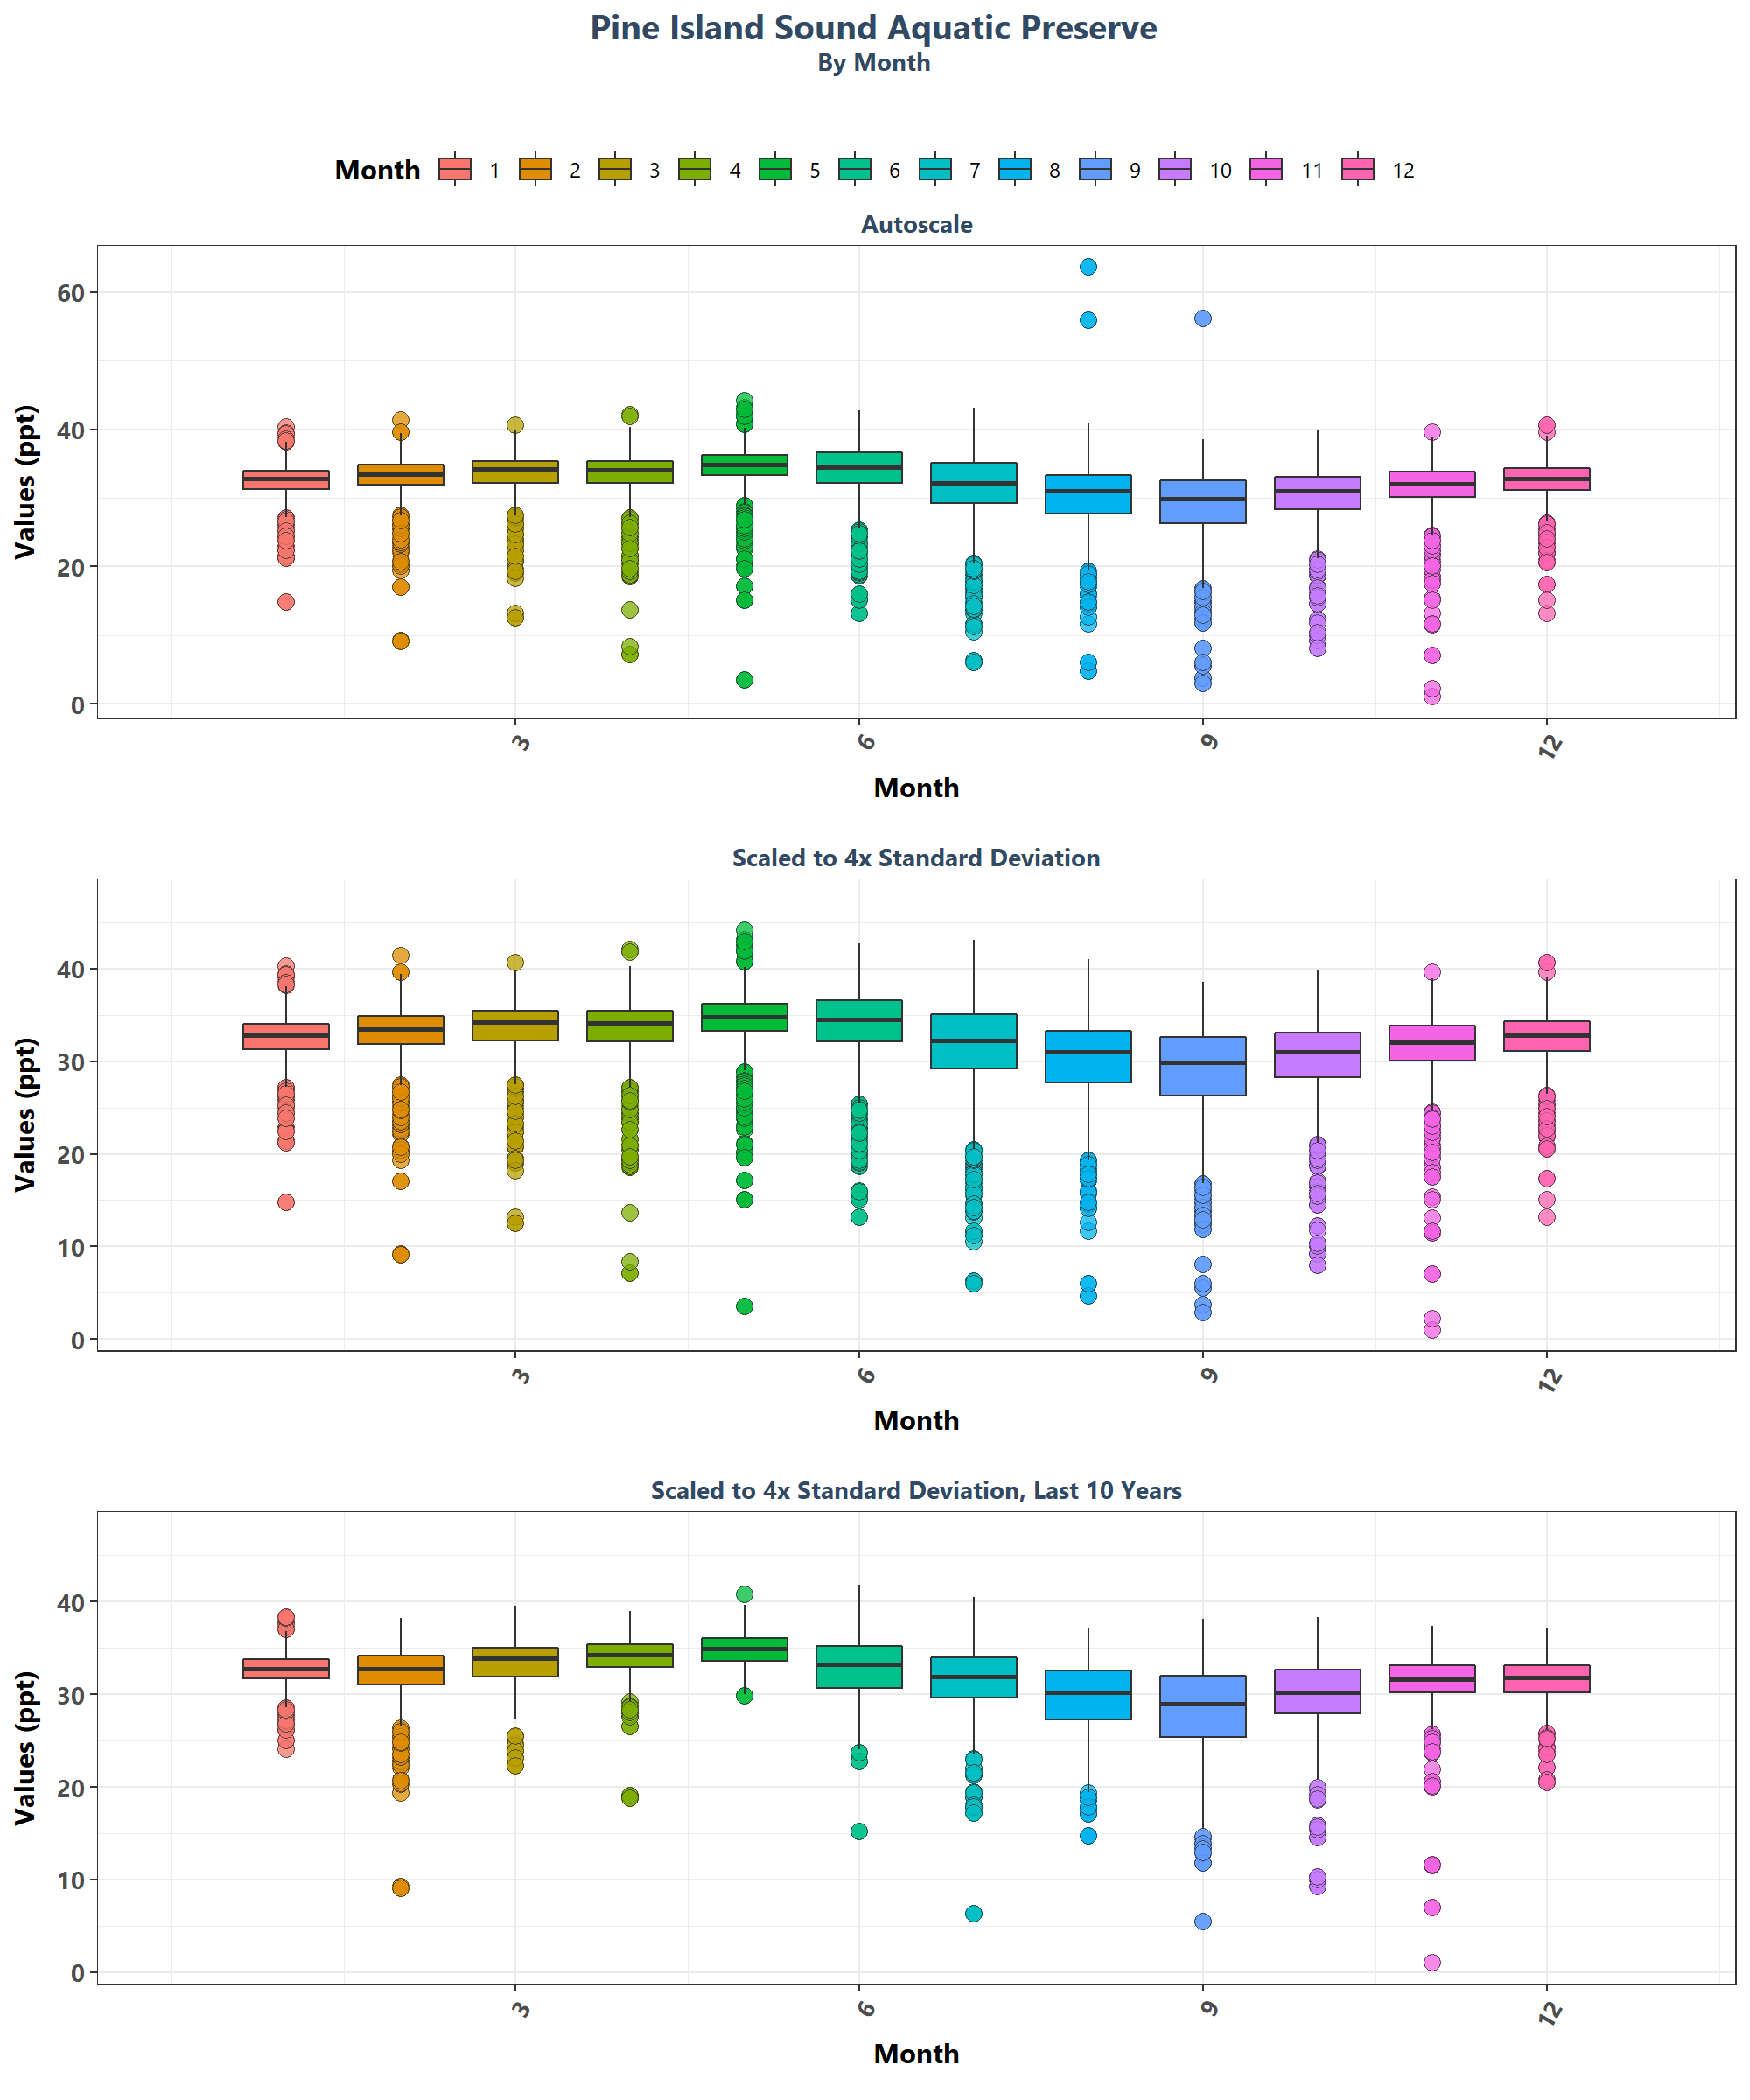 Pine Island Sound Aquatic Preserve
By Month
Month 1 2 3 4 5 6 7 8 9 10 11 12
Autoscale
Values (ppt)
60
40
20
0
3 6 9 12
Month
Scaled to 4x Standard Deviation
Values (ppt)
40
30
20
10
0
3 6 9 12
Month
Scaled to 4x Standard Deviation, Last 10 Years
Values (ppt)
40
30
20
10
0
3 6 9 12
Month